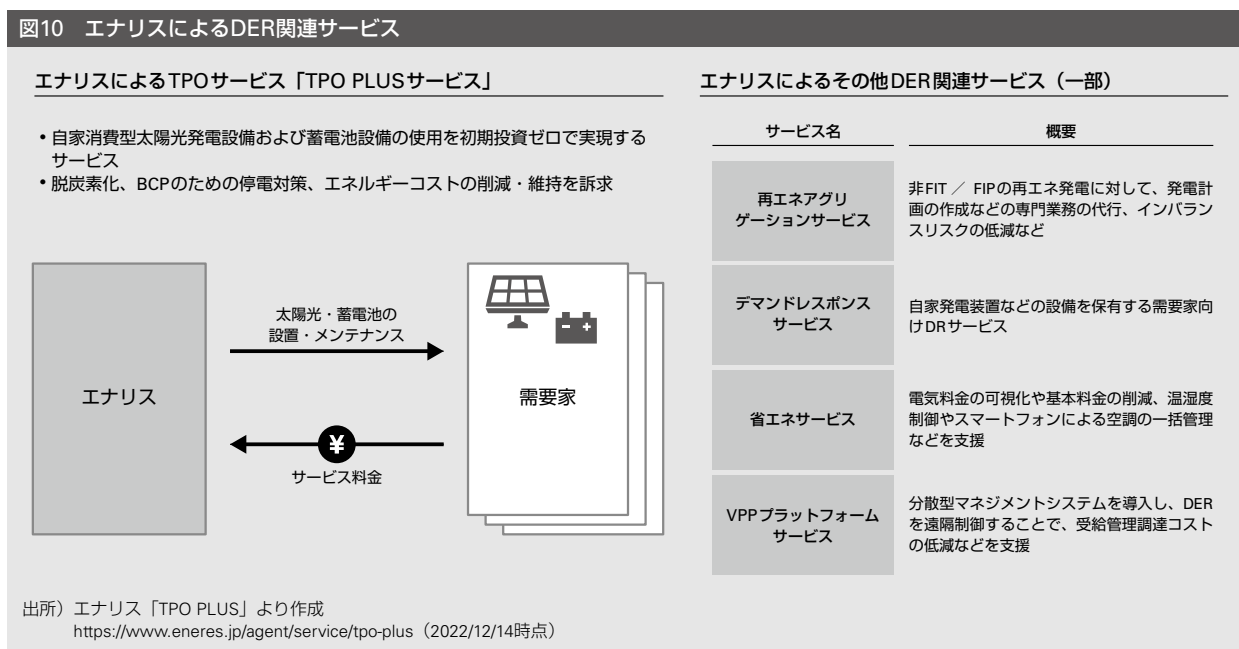 図10　エナリスによるDER関連サービス
エナリスによるTPOサービス「TPO PLUSサービス」
• 自家消費型太陽光発電設備および蓄電池設備の使用を初期投資ゼロで実現する
サービス
• 脱炭素化、BCPのための停電対策、エネルギーコストの削減・維持を訴求
エナリス
太陽光・蓄電池の
設置・メンテナンス
¥
サービス料金
需要家
エナリスによるその他DER関連サービス（一部）
サービス名
概要
再エネアグリ
ゲーションサービス
非FIT ／ FIPの再エネ発電に対して、発電計
画の作成などの専門業務の代行、インバラン
スリスクの低減など
デマンドレスポンス
サービス
自家発電装置などの設備を保有する需要家向
けDRサービス
省エネサービス
電気料金の可視化や基本料金の削減、温湿度
制御やスマートフォンによる空調の一括管理
などを支援
VPPプラットフォーム
サービス
分散型マネジメントシステムを導入し、DER
を遠隔制御することで、受給管理調達コスト
の低減などを支援
出所）エナリス「TPO PLUS」より作成
https://www.eneres.jp/agent/service/tpo-plus（2022/12/14時点）